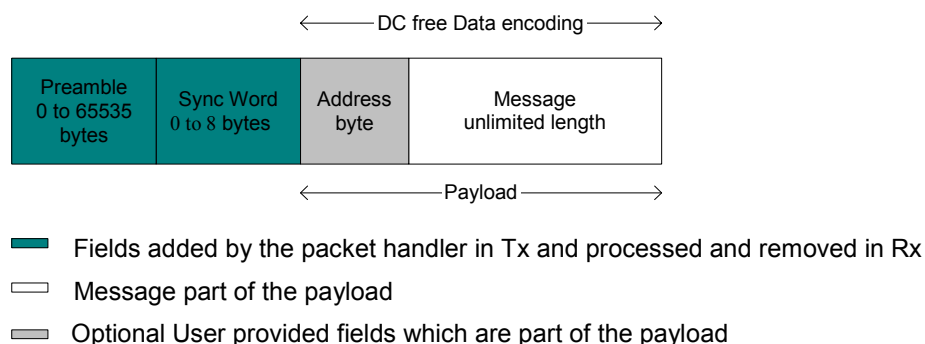 DC free Data encoding
Preamble
0 to 65535
bytes
Sync Word
0 to 8 bytes
Address
byte
Message
unlimited length
Payload
Fields added by the packet handler in Tx and processed and removed in Rx
Message part of the payload
Optional User provided fields which are part of the payload